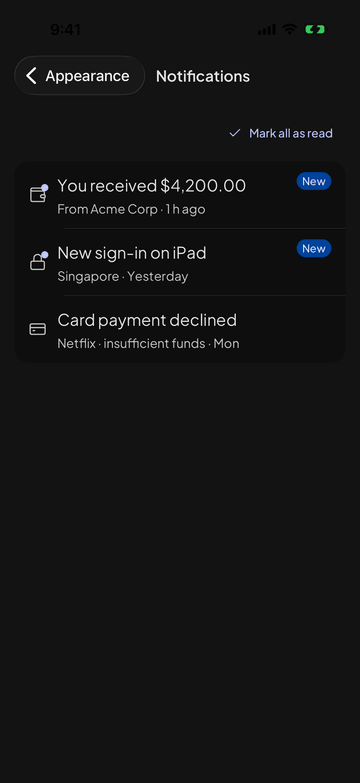 9:41
Appearance
Notifications
Mark all as read
You received $4,200.00
New
From Acme Corp · 1 h ago
New sign-in on iPad
New
Singapore · Yesterday
Card payment declined
Netflix · insufficient funds · Mon